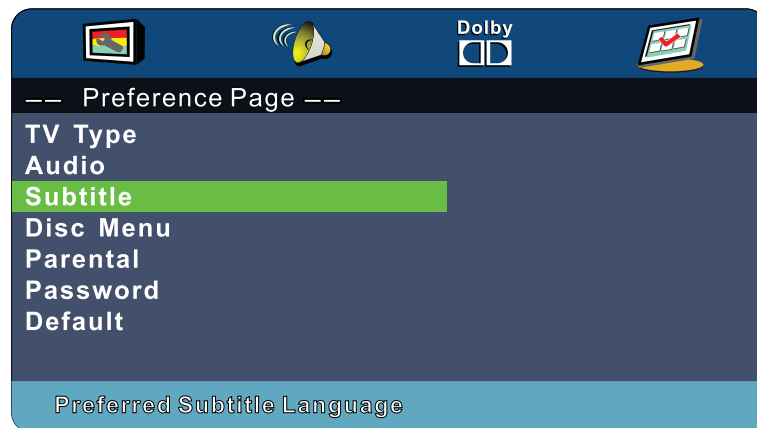 Dolby
—— Preference Page ——
TV Type
Audio
Subtitle
Disc Menu
Parental
Password
Default
Preferred Subtitle Language